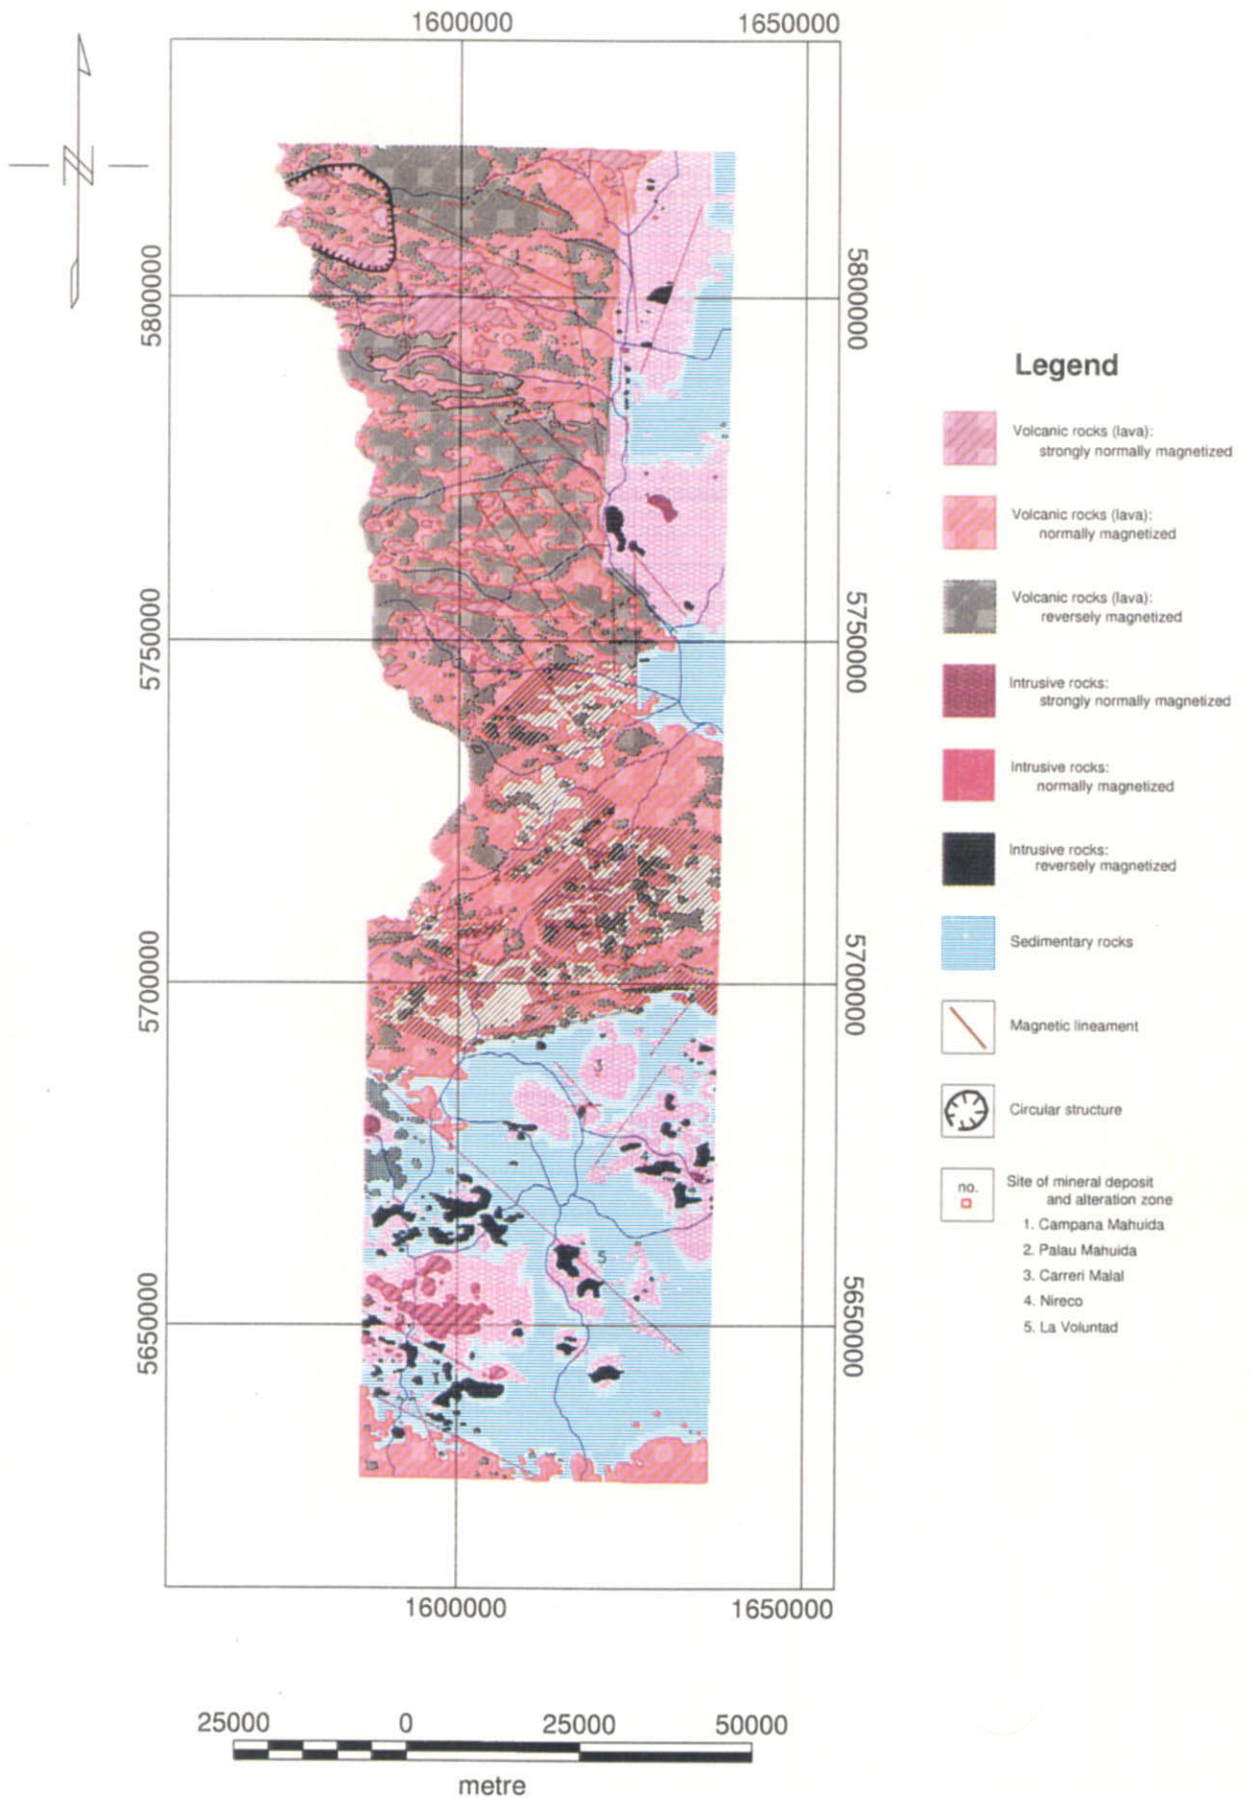 1600000 1650000
N
5800000 5800000
5750000 5750000
5700000 5700000
5650000 5650000
3
4
5
1
1600000 1650000
Legend
Volcanic rocks (lava):
strongly normally magnetized
Volcanic rocks (lava):
normally magnetized
Volcanic rocks (lava):
reversely magnetized
Intrusive rocks:
strongly normally magnetized
Intrusive rocks:
normally magnetized
Intrusive rocks:
reversely magnetized
Sedimentary rocks
Magnetic lineament
Circular structure
no.
Site of mineral deposit
and alteration zone
1. Campana Mahuida
2. Palau Mahuida
3. Carreri Malal
4. Nireco
5. La Voluntad
25000 0 25000 50000
metre